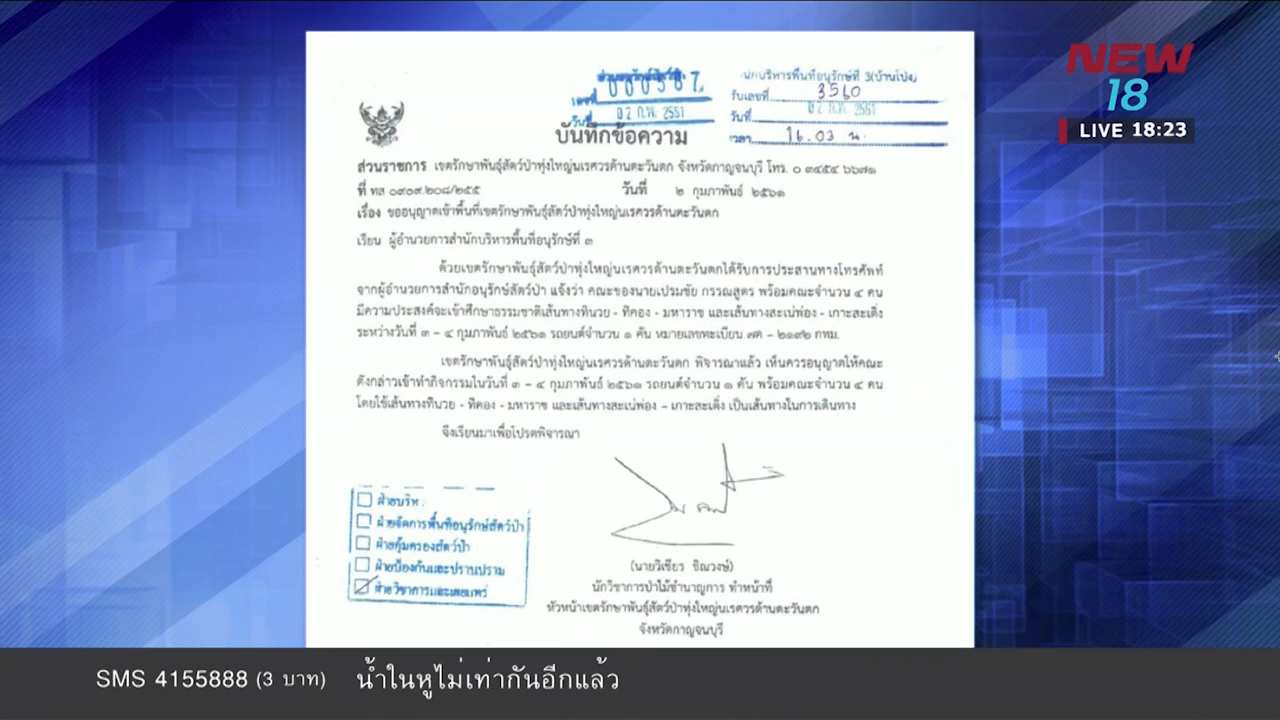 NEW
18
LIVE 18:23
เลขที่ 000567
วันที่ 02 ก.พ. 2561
รับเลขที่ 3560
วันที่ 02 ก.พ. 2561
เวลา 16.03 น.
บันทึกข้อความ
ส่วนราชการ เขตรักษาพันธุ์สัตว์ป่าทุ่งใหญ่นเรศวรด้านตะวันตก จังหวัดกาญจนบุรี โทร. ๐ ๓๔๕๔ ๖๖๗๑
ที่ ทส ๐๙๐๙.๒๐๘/๒๕๕ วันที่ ๒ กุมภาพันธ์ ๒๕๖๑
เรื่อง ขออนุญาตเข้าพื้นที่เขตรักษาพันธุ์สัตว์ป่าทุ่งใหญ่นเรศวรด้านตะวันตก
เรียน ผู้อำนวยการสำนักบริหารพื้นที่อนุรักษ์ที่ ๓
ด้วยเขตรักษาพันธุ์สัตว์ป่าทุ่งใหญ่นเรศวรด้านตะวันตกได้รับการประสานทางโทรศัพท์
จากผู้อำนวยการสำนักอนุรักษ์สัตว์ป่า แจ้งว่า คณะของนายเปรมชัย กรรณสูตร พร้อมคณะจำนวน ๔ คน
มีความประสงค์จะเข้าศึกษาธรรมชาติเส้นทางทินวย - ทิคอง - มหาราช และเส้นทางสะเน่พ่อง - เกาะสะเดิ่ง
ระหว่างวันที่ ๓ - ๔ กุมภาพันธ์ ๒๕๖๑ รถยนต์จำนวน ๑ คัน หมายเลขทะเบียน ๗ค - ๒๑๙๒ กทม.
เขตรักษาพันธุ์สัตว์ป่าทุ่งใหญ่นเรศวรด้านตะวันตก พิจารณาแล้ว เห็นควรอนุญาตให้คณะ
ดังกล่าวเข้าทำกิจกรรมในวันที่ ๓ - ๔ กุมภาพันธ์ ๒๕๖๑ รถยนต์จำนวน ๑ คัน พร้อมคณะจำนวน ๔ คน
โดยใช้เส้นทางทินวย - ทิคอง - มหาราช และเส้นทางสะเน่พ่อง - เกาะสะเดิ่ง เป็นเส้นทางในการเดินทาง
จึงเรียนมาเพื่อโปรดพิจารณา
(นายวิเชียร ชิณวงษ์)
นักวิชาการป่าไม้ชำนาญการ ทำหน้าที่
หัวหน้าเขตรักษาพันธุ์สัตว์ป่าทุ่งใหญ่นเรศวรด้านตะวันตก
จังหวัดกาญจนบุรี
ฝ่ายบริห
ฝ่ายจัดการพื้นที่อนุรักษ์สัตว์ป่า
ฝ่ายคุ้มครองสัตว์ป่า
ฝ่ายป้องกันและปราบปราม
ฝ่ายวิชาการและเผยแพร่
SMS 4155888 (3 บาท) น้ำในหูไม่เท่ากันอีกแล้ว